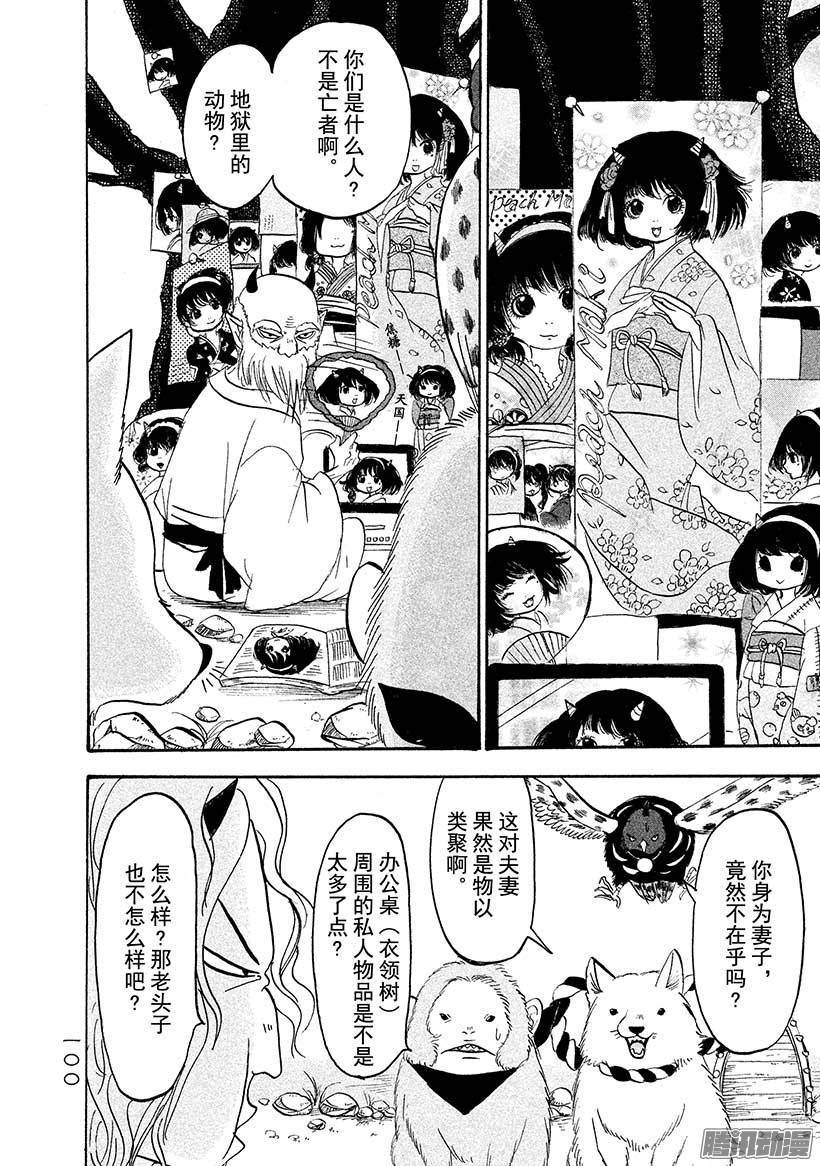 Peach Maki
你们是什么人？
不是亡者啊。
地狱里的
动物？
焦糖
天国
你身为妻子，
竟然不在乎吗？
这对夫妻
果然是物以
类聚啊。
办公桌（衣领树）
周围的私人物品是不是
太多了点？
怎么样？那老头子
也不怎么样吧？
100
腾讯动漫